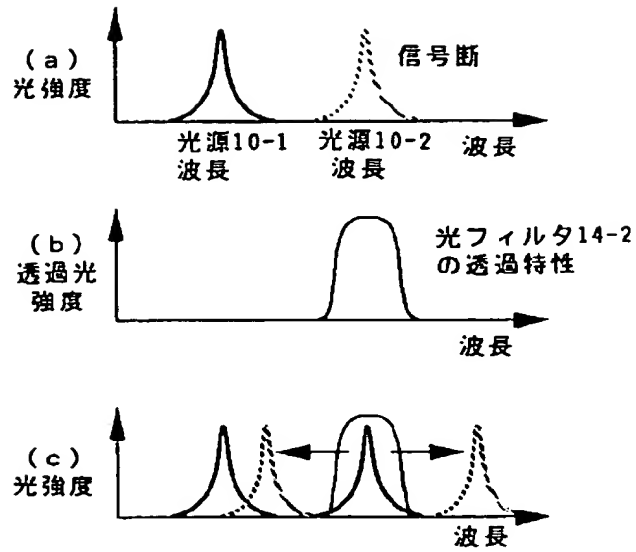 (a)
光強度
信号断
光源10-1
波長
光源10-2
波長
波長
(b)
透過光
強度
光フィルタ14-2
の透過特性
波長
(c)
光強度
波長